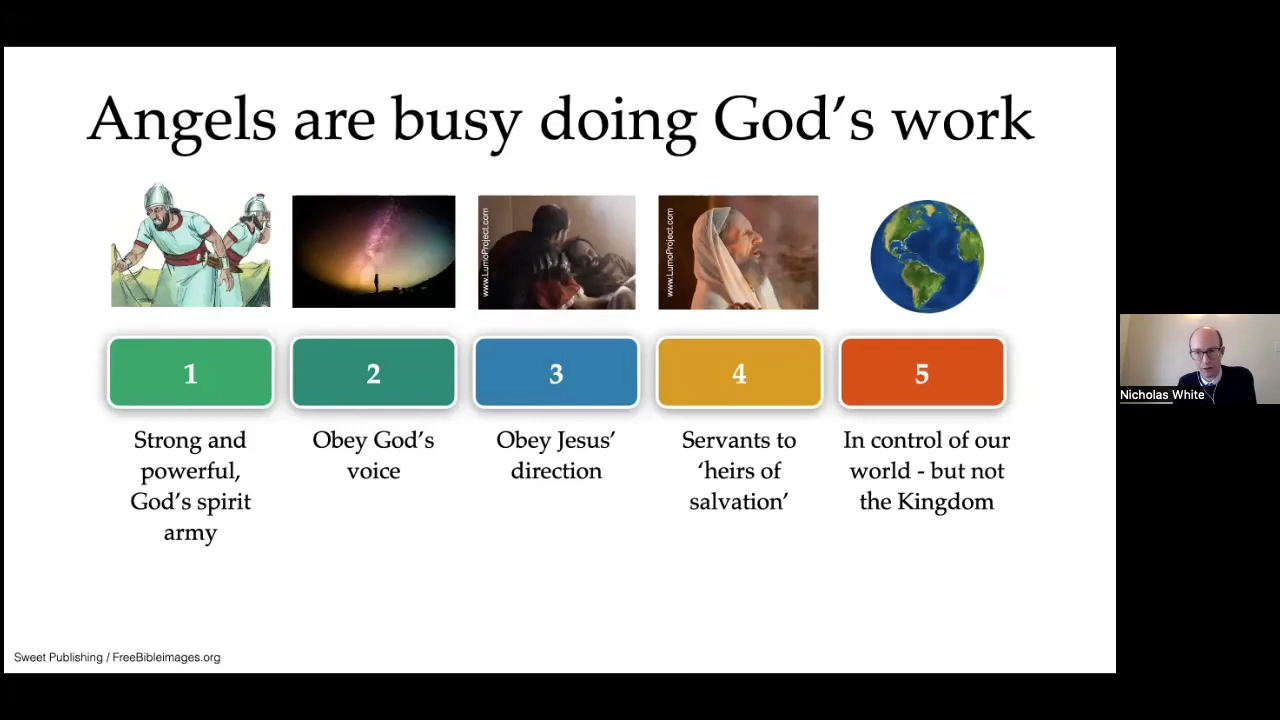 Angels are busy doing God's work
www.LumoProject.com
www.LumoProject.com
1
2
3
4
5
Strong and
powerful,
God's spirit
army
Obey God's
voice
Obey Jesus'
direction
Servants to
'heirs of
salvation'
In control of our
world - but not
the Kingdom
Nicholas White
Sweet Publishing / FreeBibleimages.org